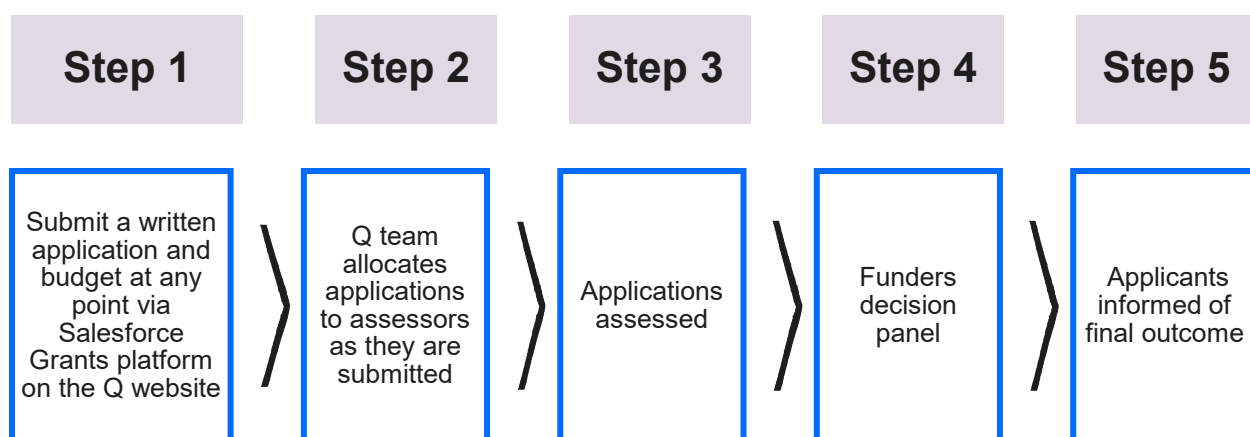 Step 1
Step 2
Step 3
Step 4
Step 5
Submit a written
application and
budget at any
point via
Salesforce
Grants platform
on the Q website
Q team
allocates
applications
to assessors
as they are
submitted
Applications
assessed
Funders
decision
panel
Applicants
informed of
final outcome